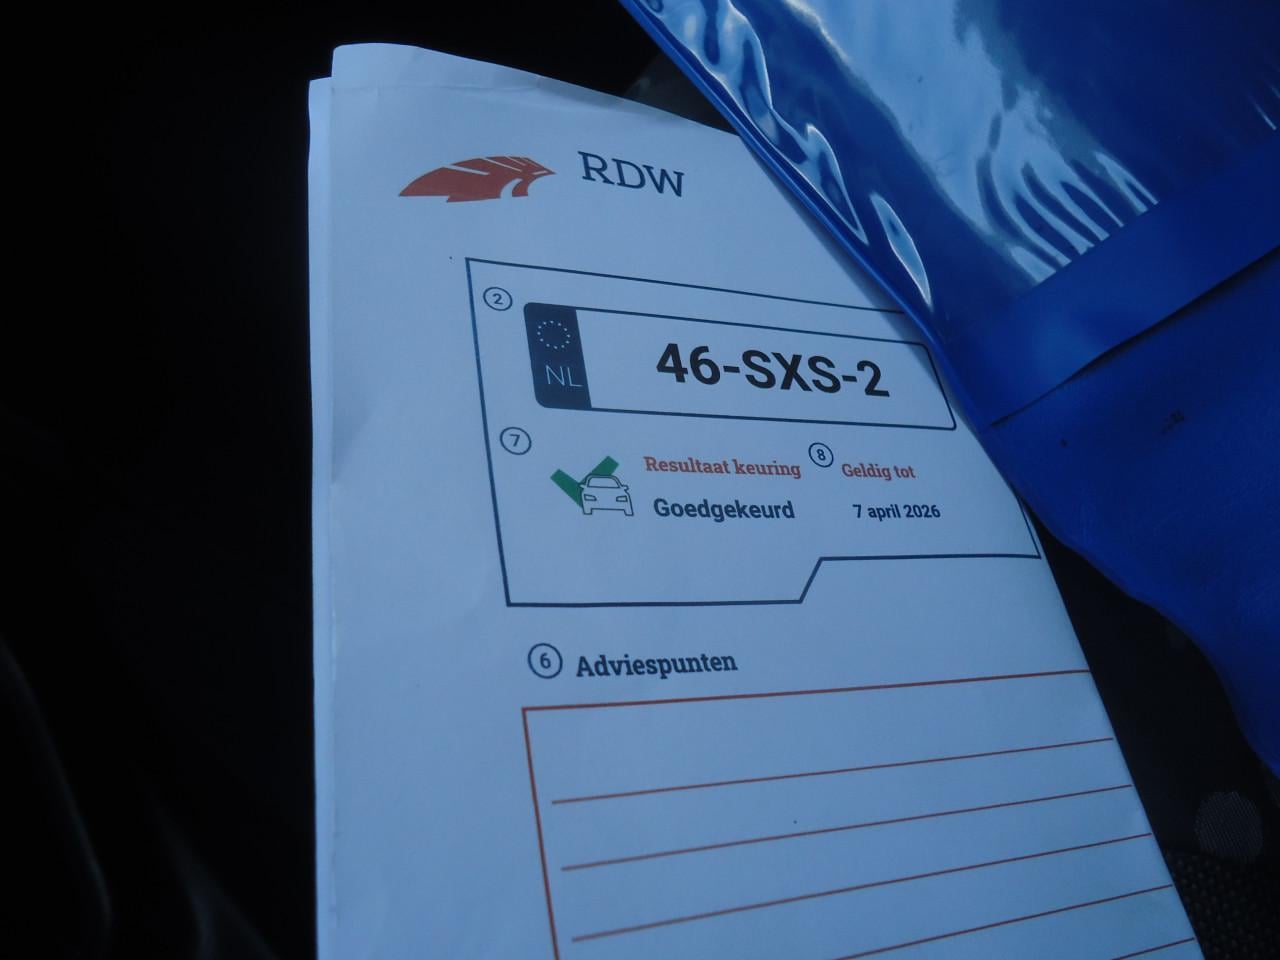 RDW
2
NL 46-SXS-2
7 Resultaat keuring 8 Geldig tot
Goedgekeurd 7 april 2026
6 Adviespunten